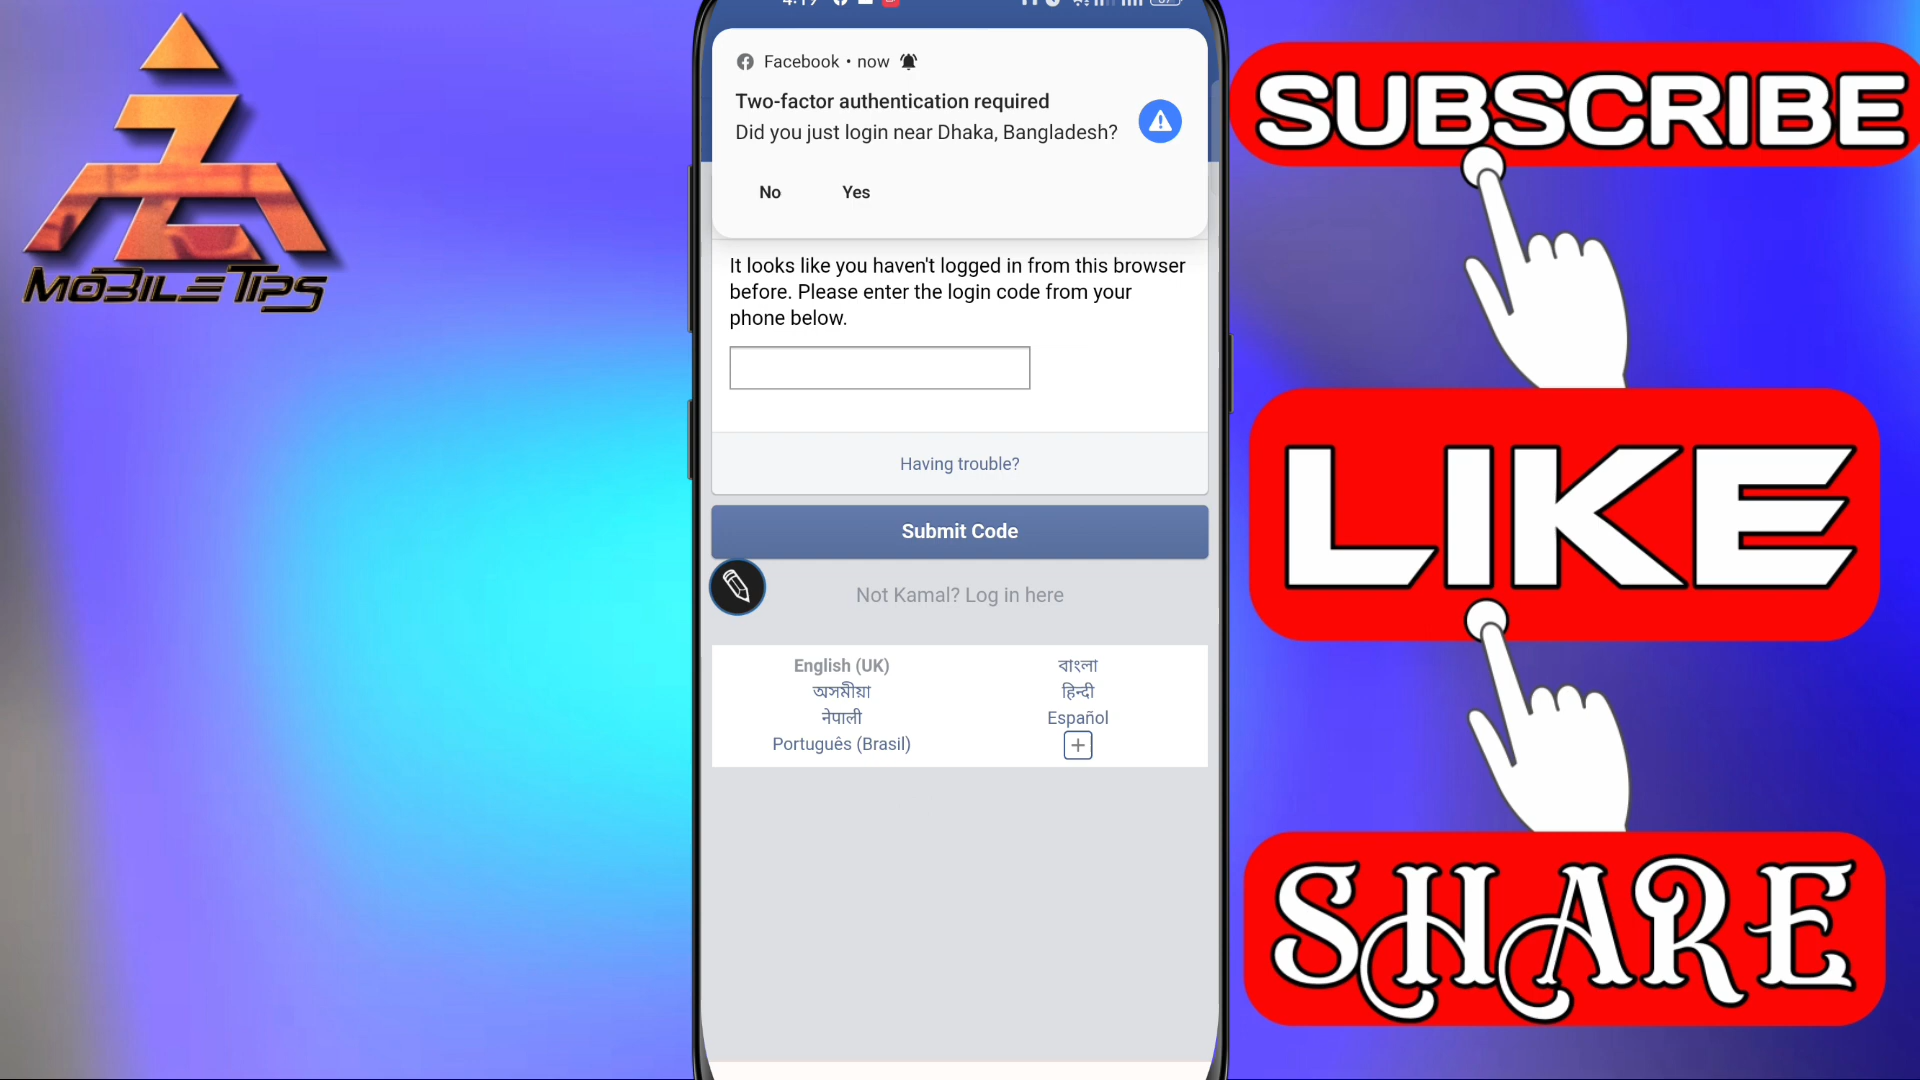 MOBILE TIPS
Facebook • now
Two-factor authentication required
Did you just login near Dhaka, Bangladesh?
No Yes
It looks like you haven't logged in from this browser
before. Please enter the login code from your
phone below.
Having trouble?
Submit Code
Not Kamal? Log in here
English (UK) বাংলা
অসমীয়া हिन्दी
नेपाली Español
Português (Brasil)
SUBSCRIBE
LIKE
SHARE